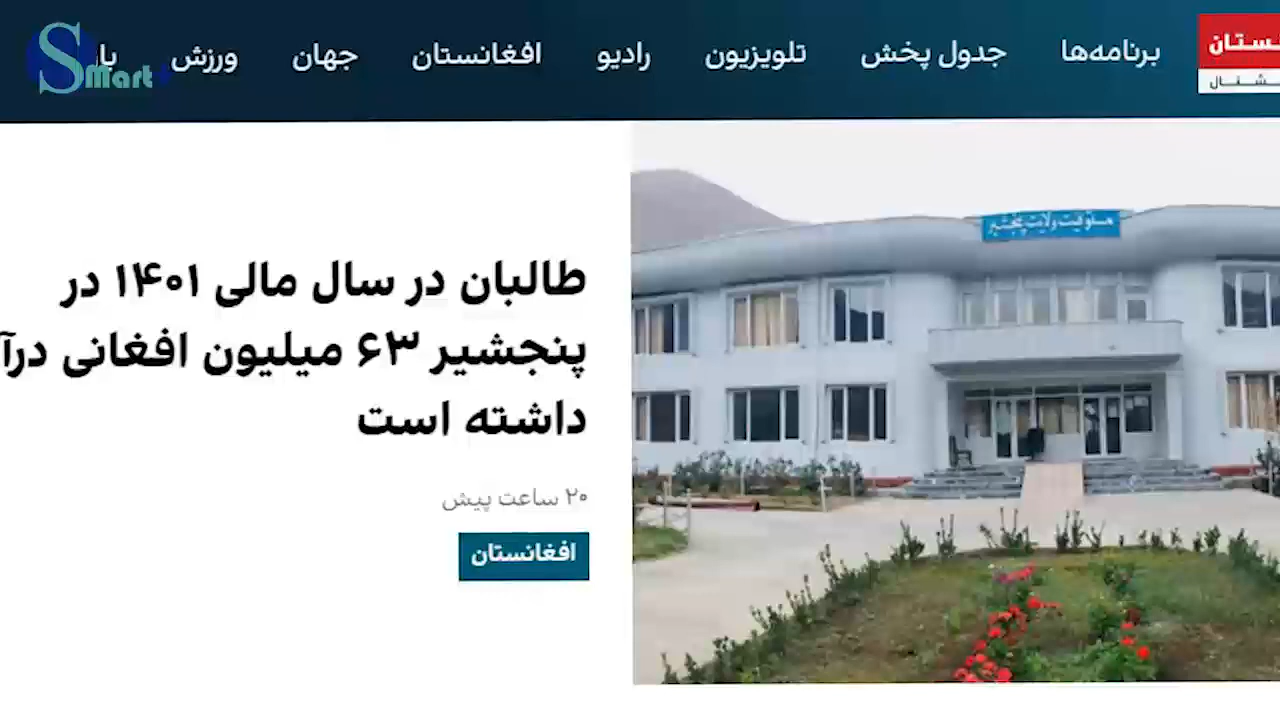 برنامه‌ها جدول پخش تلویزیون رادیو افغانستان جهان ورزش
Smart+
طالبان در سال مالی ۱۴۰۱ در
پنجشیر ۶۳ میلیون افغانی درآ
داشته است
۲۰ ساعت پیش
افغانستان
ولایت پنجشیر